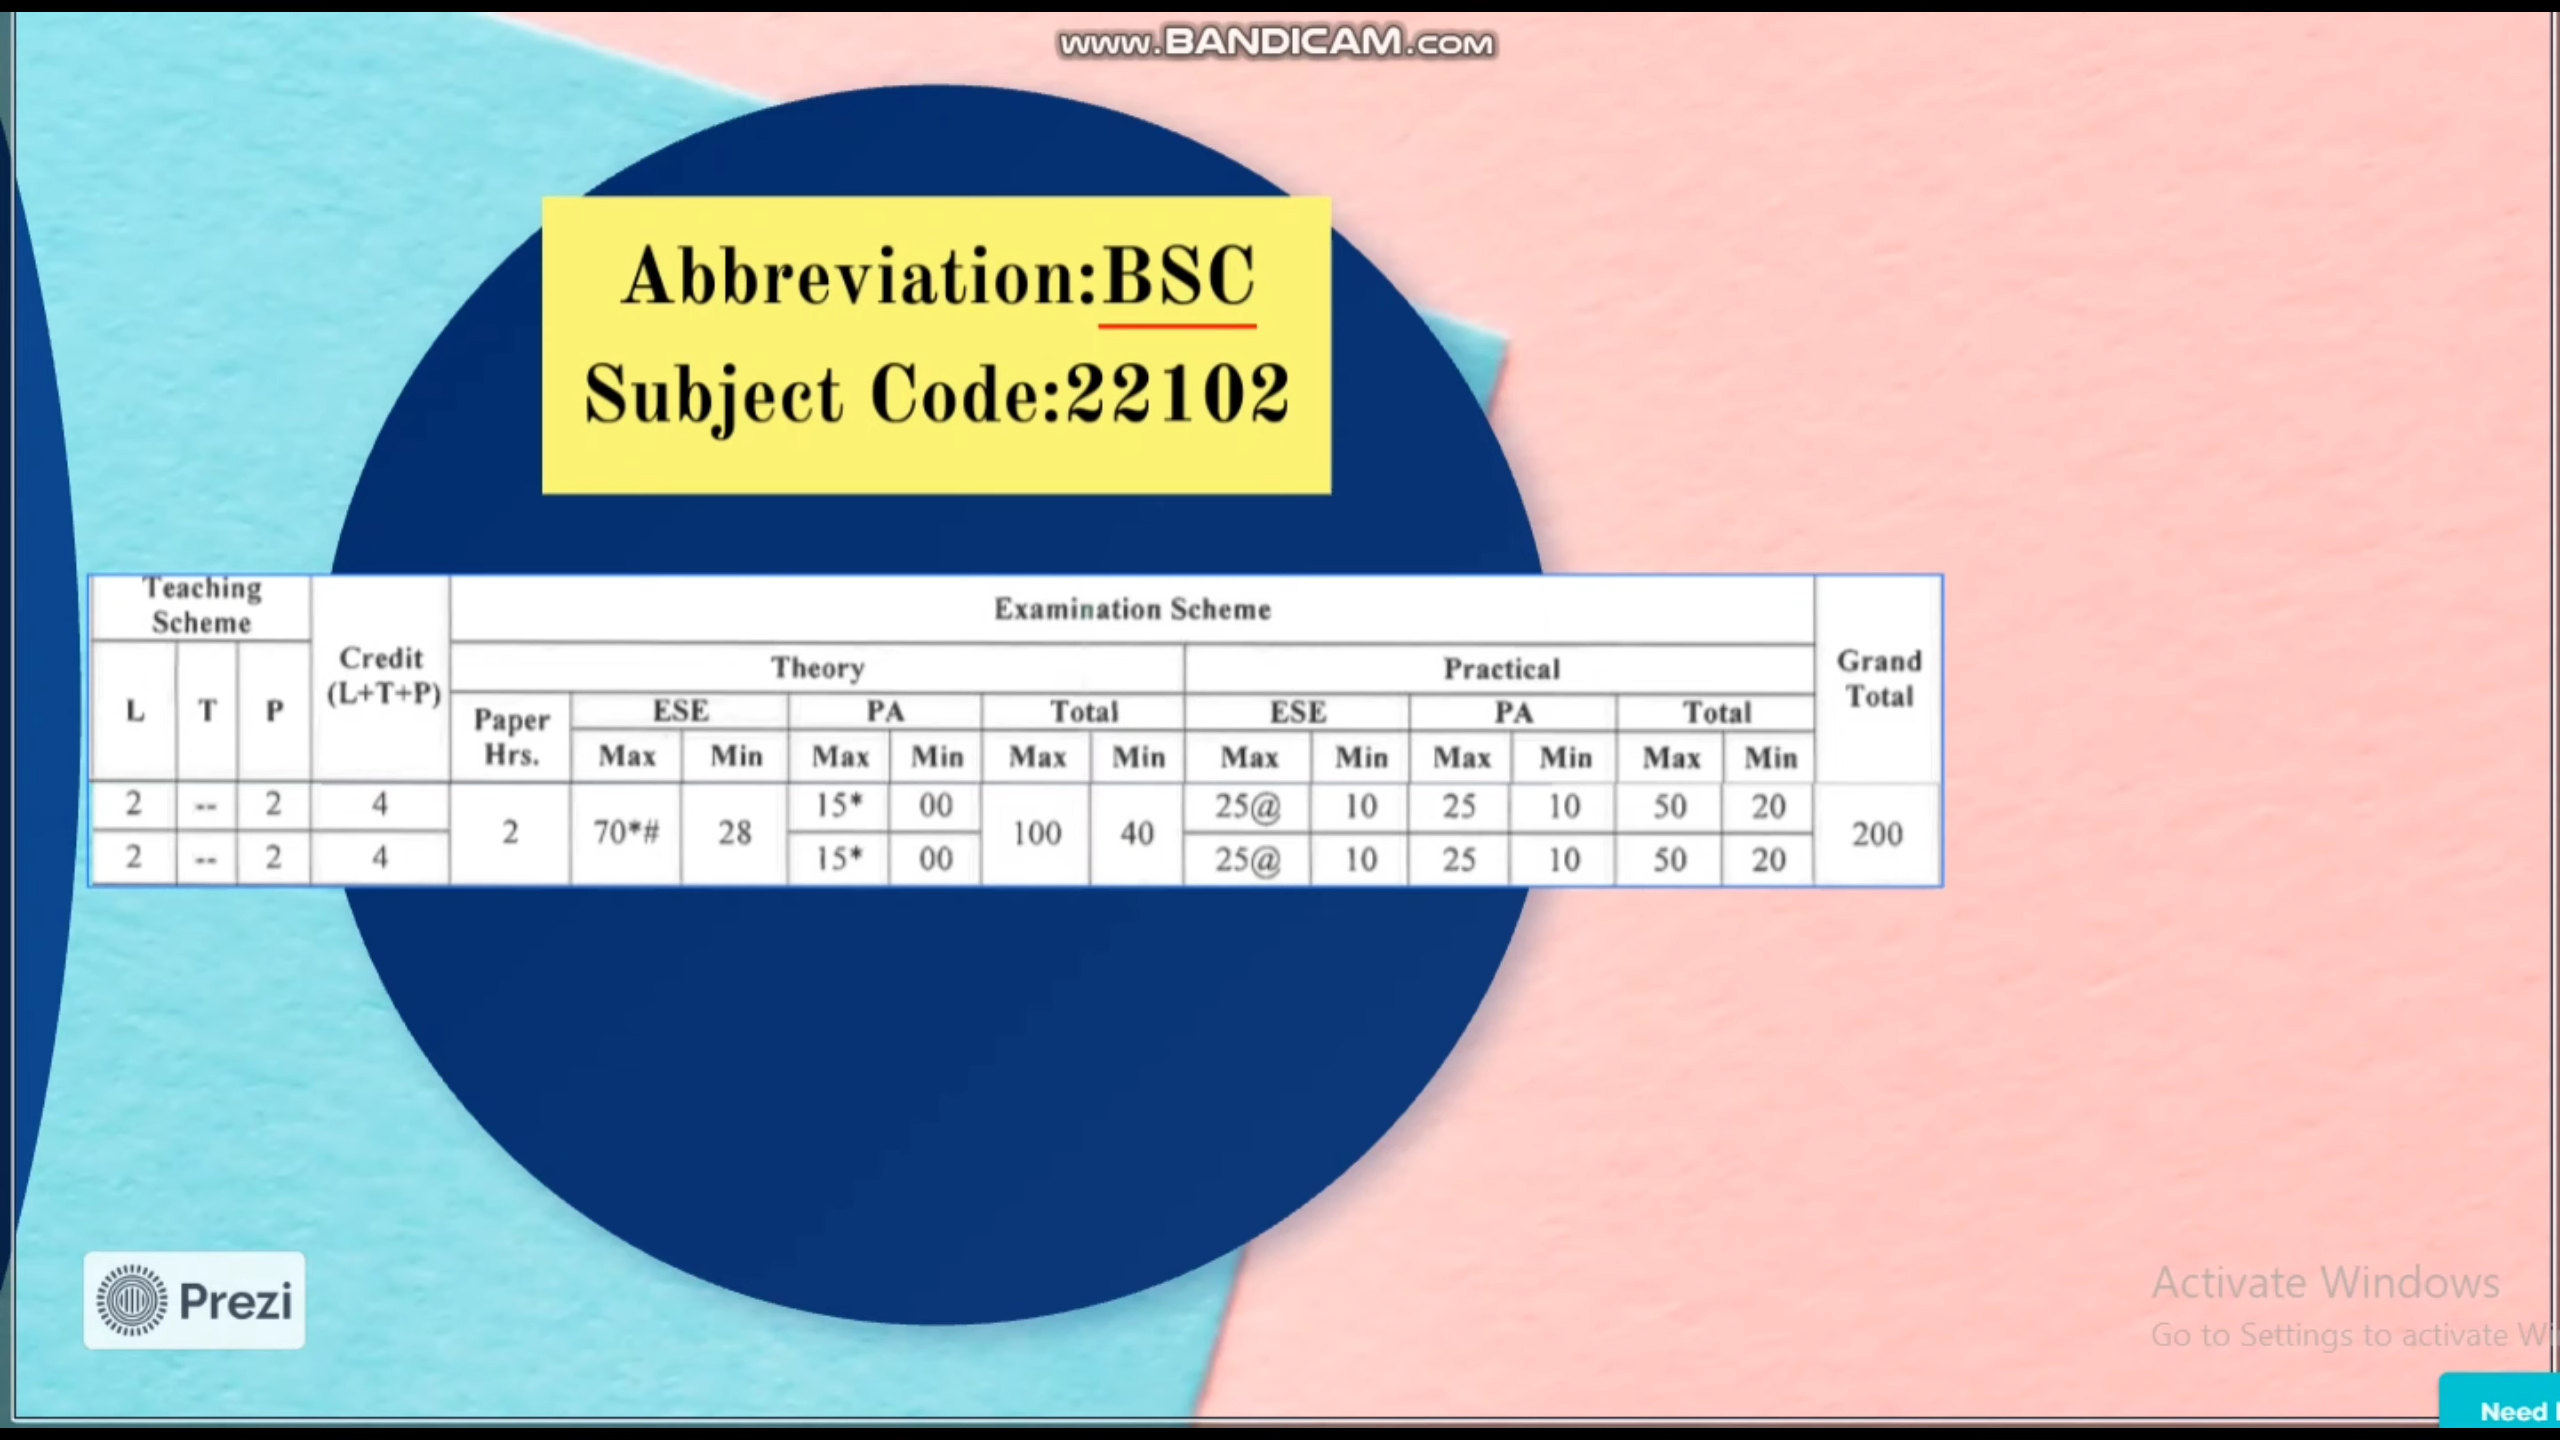 www.BANDICAM.com
Abbreviation:BSC
Subject Code:22102
Teaching Scheme
Credit (L+T+P)
Examination Scheme
Grand Total
Theory
Practical
L T P
Paper Hrs.
ESE PA Total ESE PA Total
Max Min Max Min Max Min Max Min Max Min Max Min
2 -- 2 4 2 70*# 28 15* 00 100 40 25@ 10 25 10 50 20 200
2 -- 2 4 15* 00 25@ 10 25 10 50 20
Prezi
Activate Windows
Go to Settings to activate W
Need